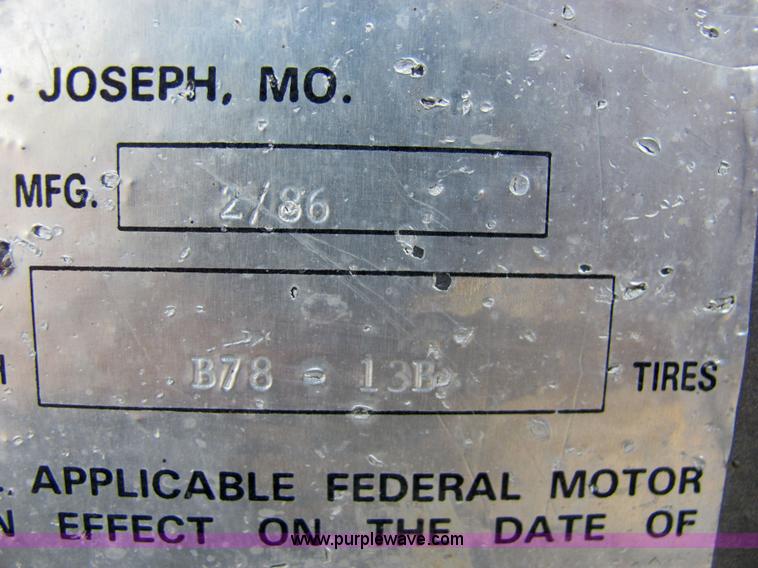 . JOSEPH, MO.
MFG. 2/86
B78 - 13B TIRES
. APPLICABLE FEDERAL MOTOR
N EFFECT ON THE DATE OF
www.purplewave.com